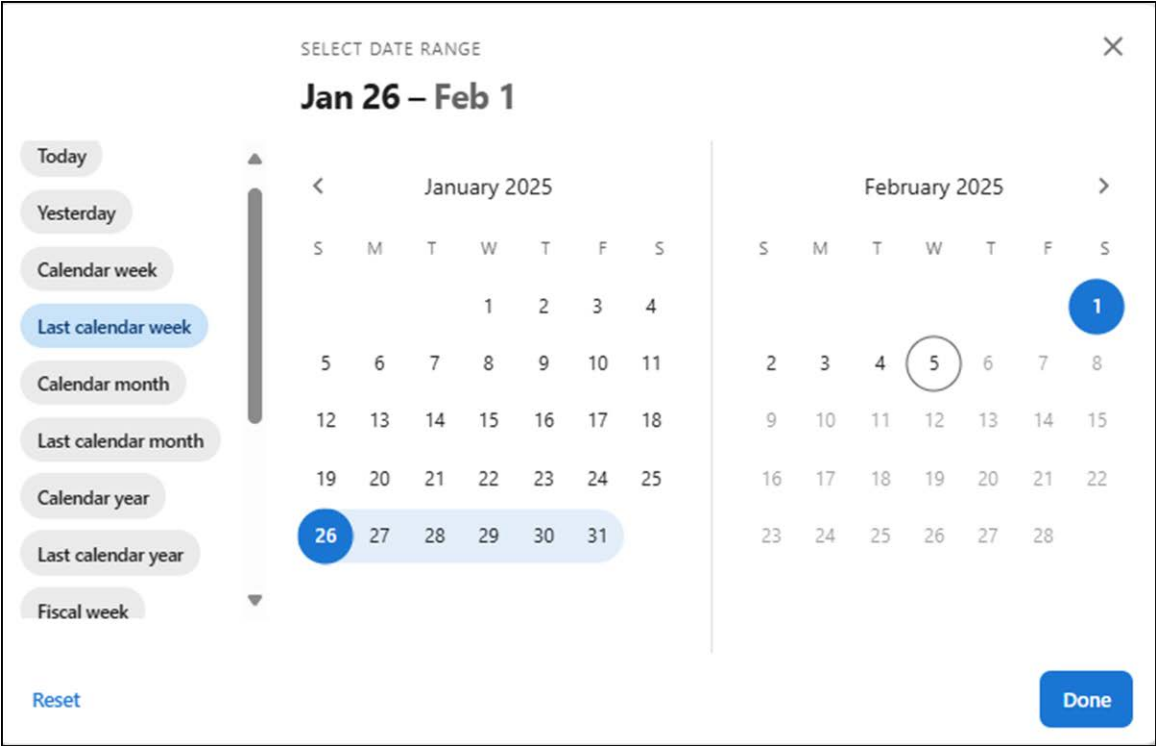 SELECT DATE RANGE
Jan 26 – Feb 1
Today
Yesterday
Calendar week
Last calendar week
Calendar month
Last calendar month
Calendar year
Last calendar year
Fiscal week
January 2025
S M T W T F S
1 2 3 4
5 6 7 8 9 10 11
12 13 14 15 16 17 18
19 20 21 22 23 24 25
26 27 28 29 30 31
February 2025
S M T W T F S
1
2 3 4 5 6 7 8
9 10 11 12 13 14 15
16 17 18 19 20 21 22
23 24 25 26 27 28
Reset
Done